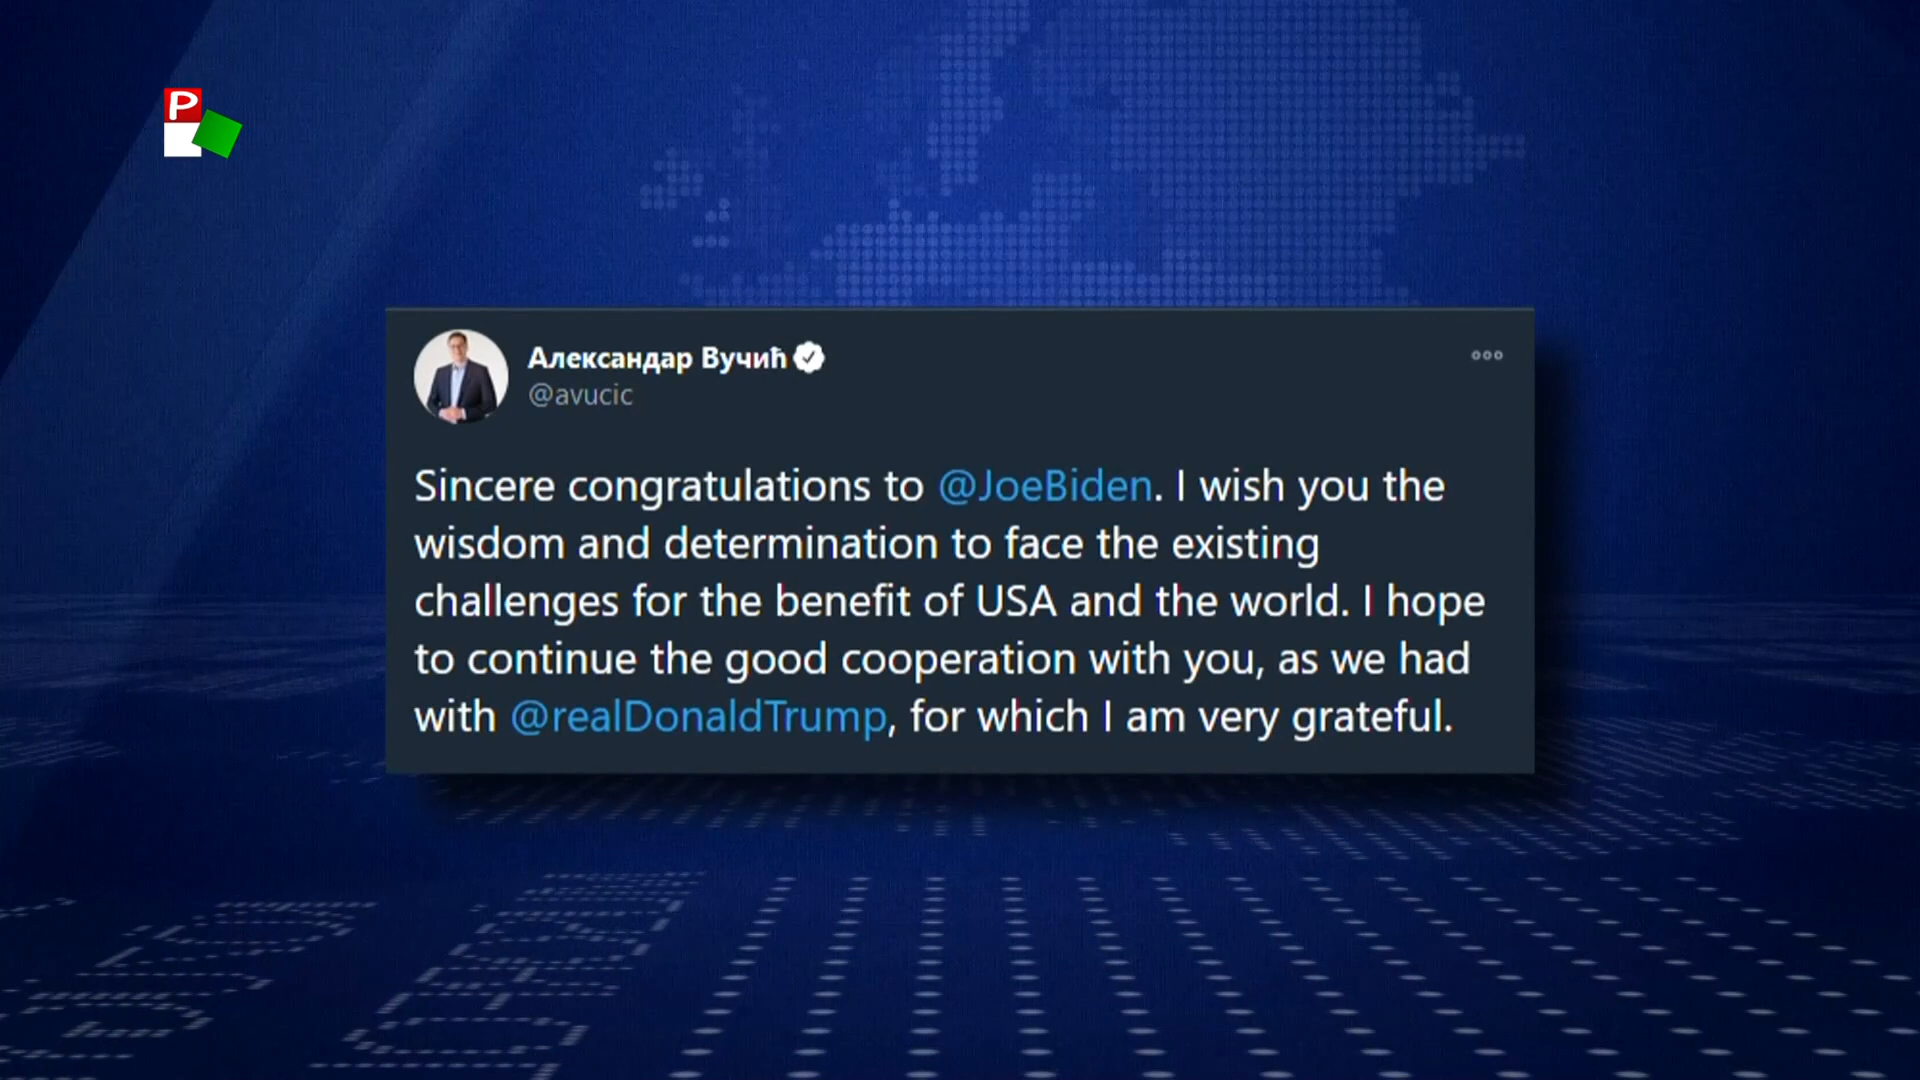 P
Александар Вучић
@avucic
Sincere congratulations to @JoeBiden. I wish you the
wisdom and determination to face the existing
challenges for the benefit of USA and the world. I hope
to continue the good cooperation with you, as we had
with @realDonaldTrump, for which I am very grateful.